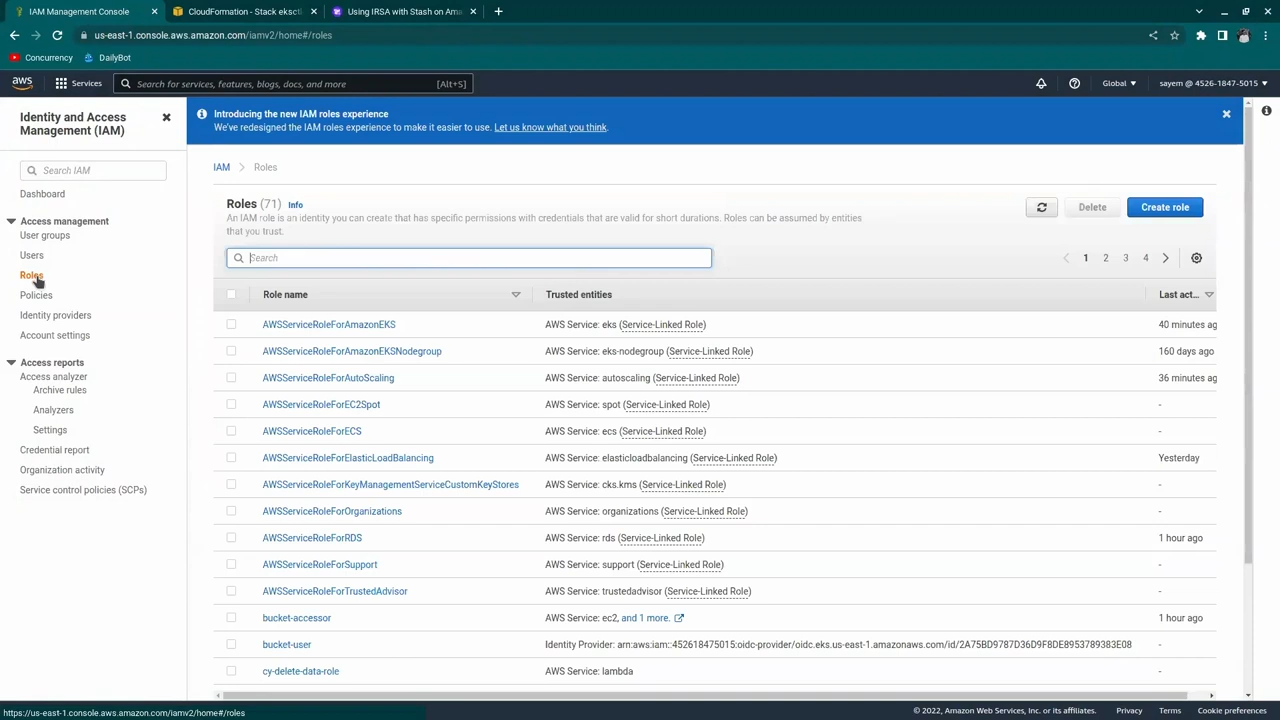 IAM Management Console
CloudFormation - Stack eksctl
Using IRSA with Stash on Ama
us-east-1.console.aws.amazon.com/iamv2/home#/roles
Concurrency
DailyBot
aws
Services
Search for services, features, blogs, docs, and more
[Alt+S]
Global
sayem @ 4526-1847-5015
Identity and Access
Management (IAM)
Search IAM
Dashboard
Access management
User groups
Users
Roles
Policies
Identity providers
Account settings
Access reports
Access analyzer
Archive rules
Analyzers
Settings
Credential report
Organization activity
Service control policies (SCPs)
Introducing the new IAM roles experience
We've redesigned the IAM roles experience to make it easier to use. Let us know what you think.
IAM > Roles
Roles (71) Info
An IAM role is an identity you can create that has specific permissions with credentials that are valid for short durations. Roles can be assumed by entities
that you trust.
Delete
Create role
Search
1 2 3 4
Role name Trusted entities Last act...
AWSServiceRoleForAmazonEKS AWS Service: eks (Service-Linked Role) 40 minutes ag
AWSServiceRoleForAmazonEKSNodegroup AWS Service: eks-nodegroup (Service-Linked Role) 160 days ago
AWSServiceRoleForAutoScaling AWS Service: autoscaling (Service-Linked Role) 36 minutes ag
AWSServiceRoleForEC2Spot AWS Service: spot (Service-Linked Role) -
AWSServiceRoleForECS AWS Service: ecs (Service-Linked Role) -
AWSServiceRoleForElasticLoadBalancing AWS Service: elasticloadbalancing (Service-Linked Role) Yesterday
AWSServiceRoleForKeyManagementServiceCustomKeyStores AWS Service: cks.kms (Service-Linked Role) -
AWSServiceRoleForOrganizations AWS Service: organizations (Service-Linked Role) -
AWSServiceRoleForRDS AWS Service: rds (Service-Linked Role) 1 hour ago
AWSServiceRoleForSupport AWS Service: support (Service-Linked Role) -
AWSServiceRoleForTrustedAdvisor AWS Service: trustedadvisor (Service-Linked Role) -
bucket-accessor AWS Service: ec2, and 1 more. 1 hour ago
bucket-user Identity Provider: arn:aws:iam::452618475015:oidc-provider/oidc.eks.us-east-1.amazonaws.com/id/2A75BD9787D36D9F8DE8953789383E08 -
cy-delete-data-role AWS Service: lambda
https://us-east-1.console.aws.amazon.com/iamv2/home#/roles
© 2022, Amazon Web Services, Inc. or its affiliates. Privacy Terms Cookie preferences